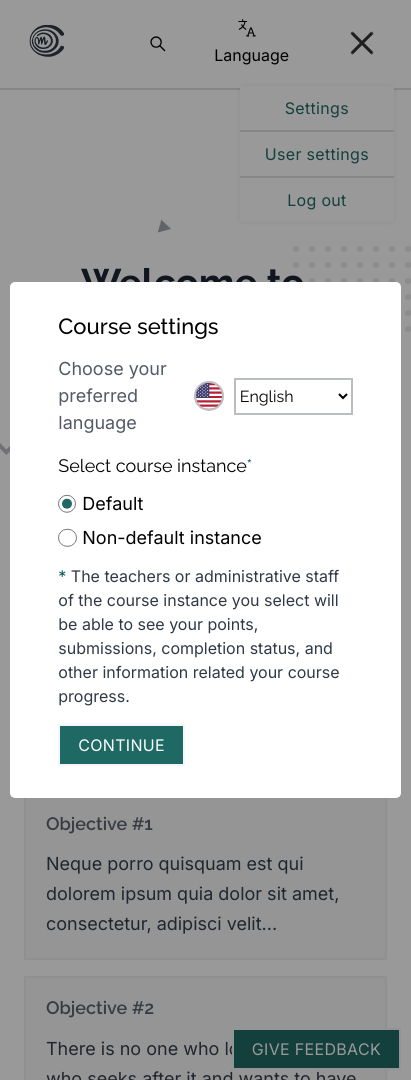 Language
Settings
User settings
Log out
Welcome to
Course settings
Choose your
preferred
language
English
Select course instance*
Default
Non-default instance
* The teachers or administrative staff
of the course instance you select will
be able to see your points,
submissions, completion status, and
other information related your course
progress.
CONTINUE
Objective #1
Neque porro quisquam est qui
dolorem ipsum quia dolor sit amet,
consectetur, adipisci velit...
Objective #2
There is no one who
GIVE FEEDBACK
who seeks after it and wants to have